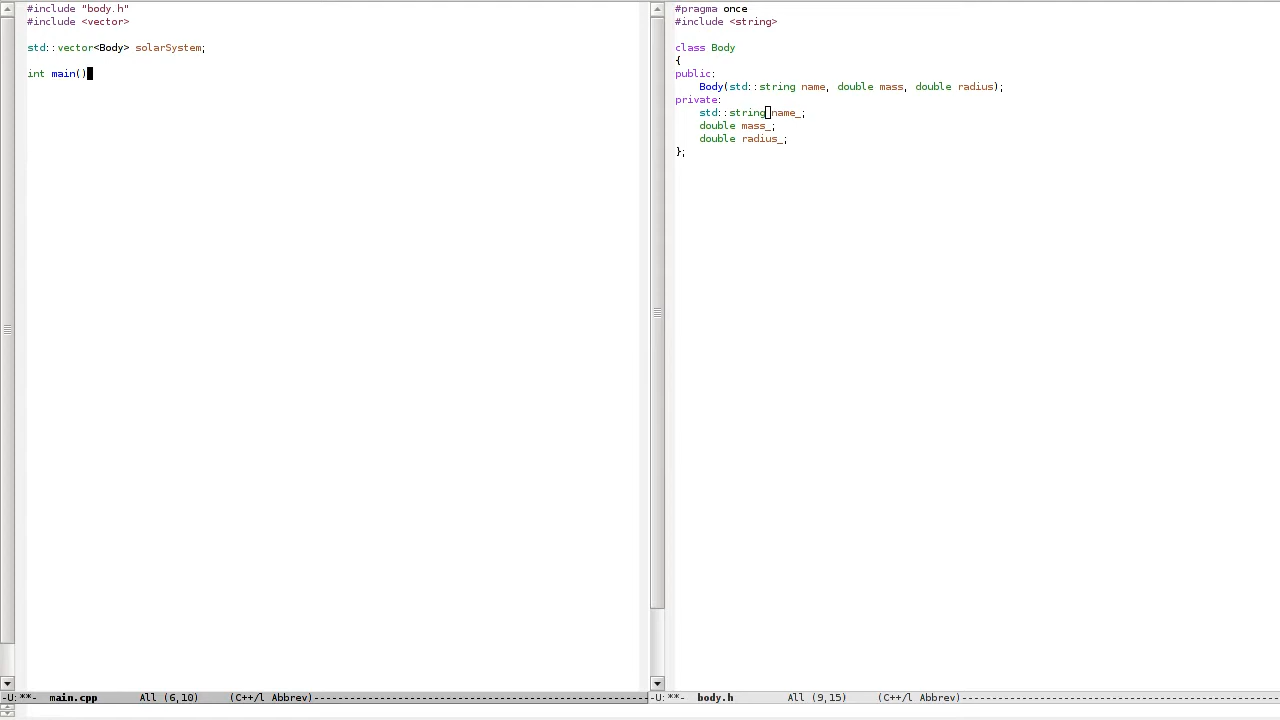 #include "body.h"
#include <vector>
std::vector<Body> solarSystem;
int main()
-U:**-  main.cpp       All (6,10)     (C++/l Abbrev)
#pragma once
#include <string>
class Body
{
public:
    Body(std::string name, double mass, double radius);
private:
    std::string name_;
    double mass_;
    double radius_;
};
-U:**-  body.h         All (9,15)     (C++/l Abbrev)